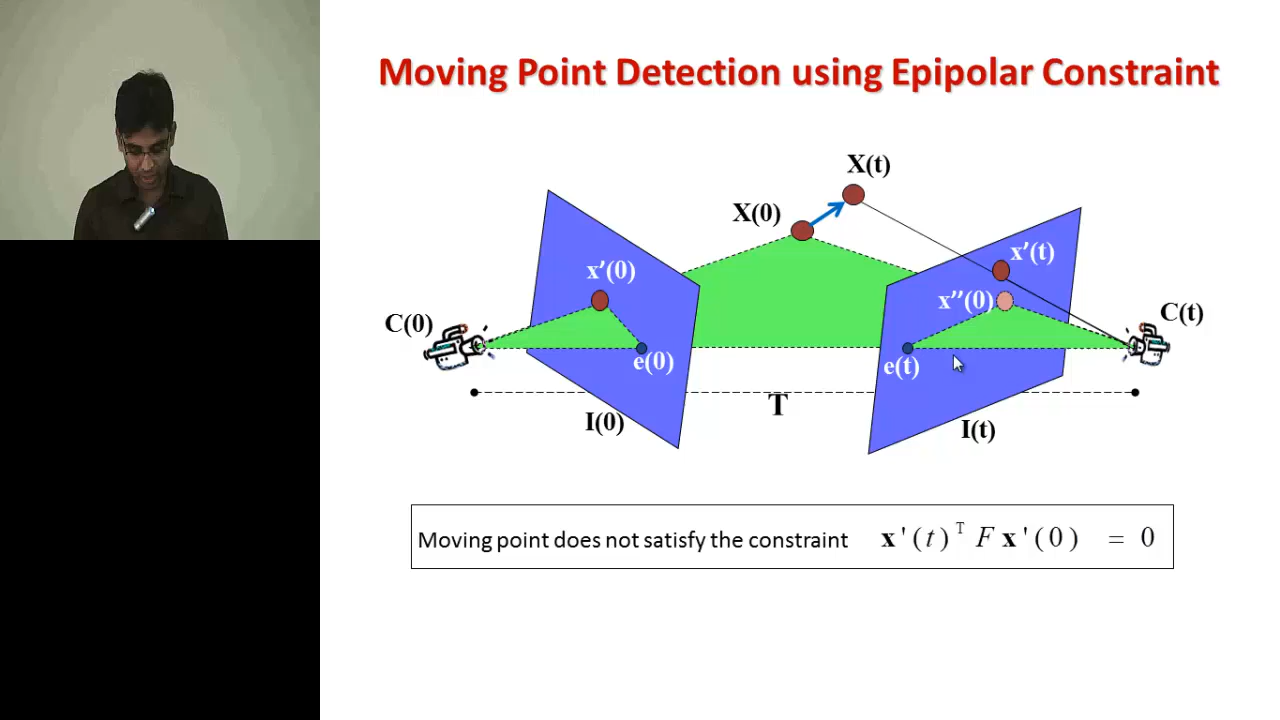 Moving Point Detection using Epipolar Constraint
X(t)
X(0)
x'(t)
x'(0)
x''(0)
C(0)
C(t)
e(0)
e(t)
T
I(0)
I(t)
Moving point does not satisfy the constraint x'(t)ᵀ F x'(0) = 0